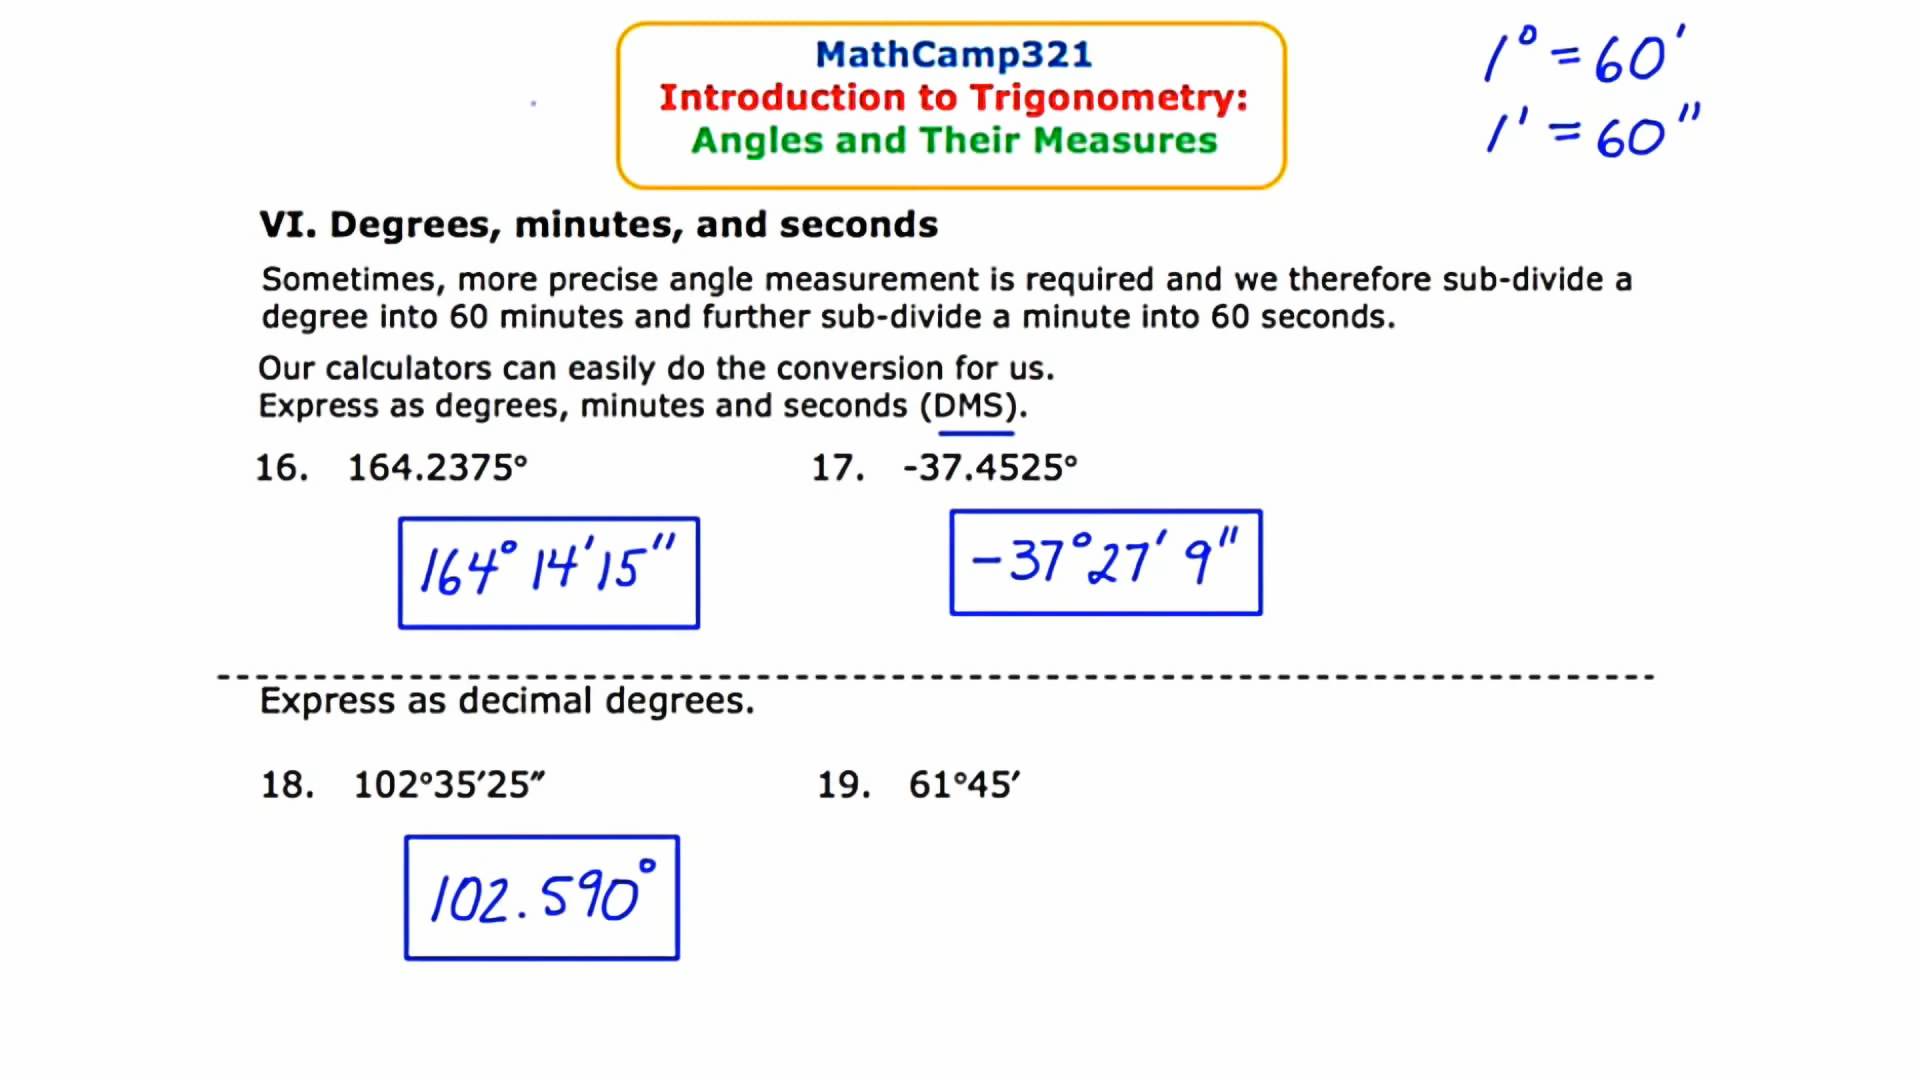 MathCamp321
Introduction to Trigonometry:
Angles and Their Measures
1° = 60'
1' = 60"
VI. Degrees, minutes, and seconds
Sometimes, more precise angle measurement is required and we therefore sub-divide a
degree into 60 minutes and further sub-divide a minute into 60 seconds.
Our calculators can easily do the conversion for us.
Express as degrees, minutes and seconds (DMS).
16. 164.2375° 17. -37.4525°
164° 14' 15" -37° 27' 9"
Express as decimal degrees.
18. 102°35′25″ 19. 61°45′
102.590°